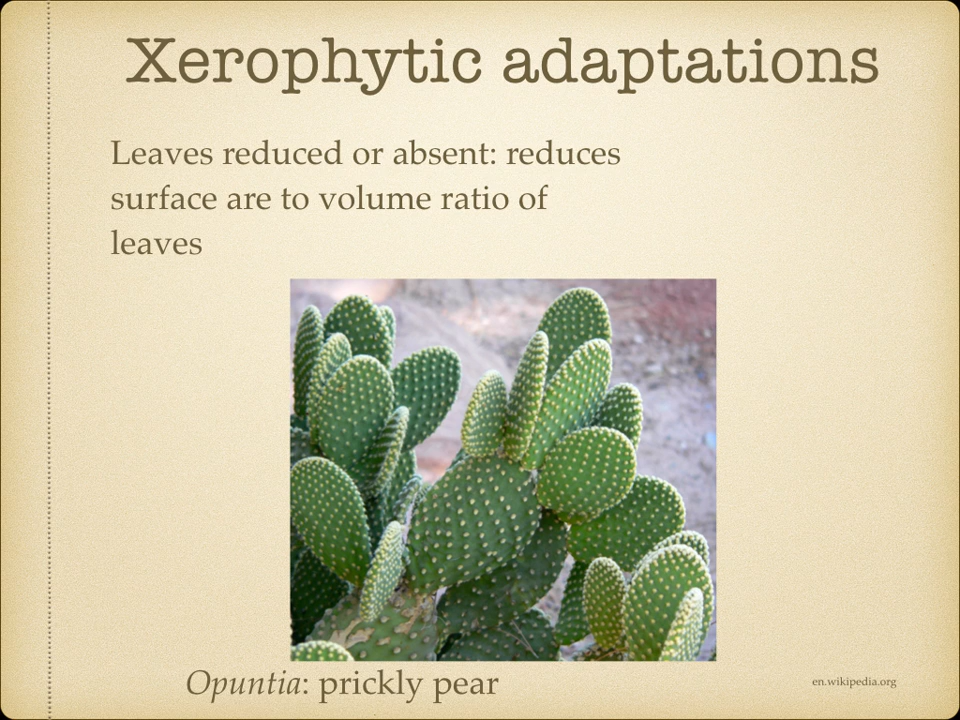 Xerophytic adaptations
Leaves reduced or absent: reduces
surface are to volume ratio of
leaves
Opuntia: prickly pear
en.wikipedia.org